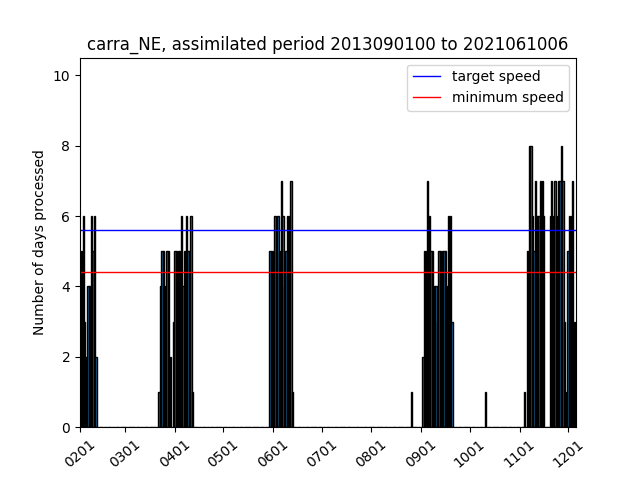 carra_NE, assimilated period 2013090100 to 2021061006
target speed
minimum speed
Number of days processed
10
8
6
4
2
0
0201 0301 0401 0501 0601 0701 0801 0901 1001 1101 1201